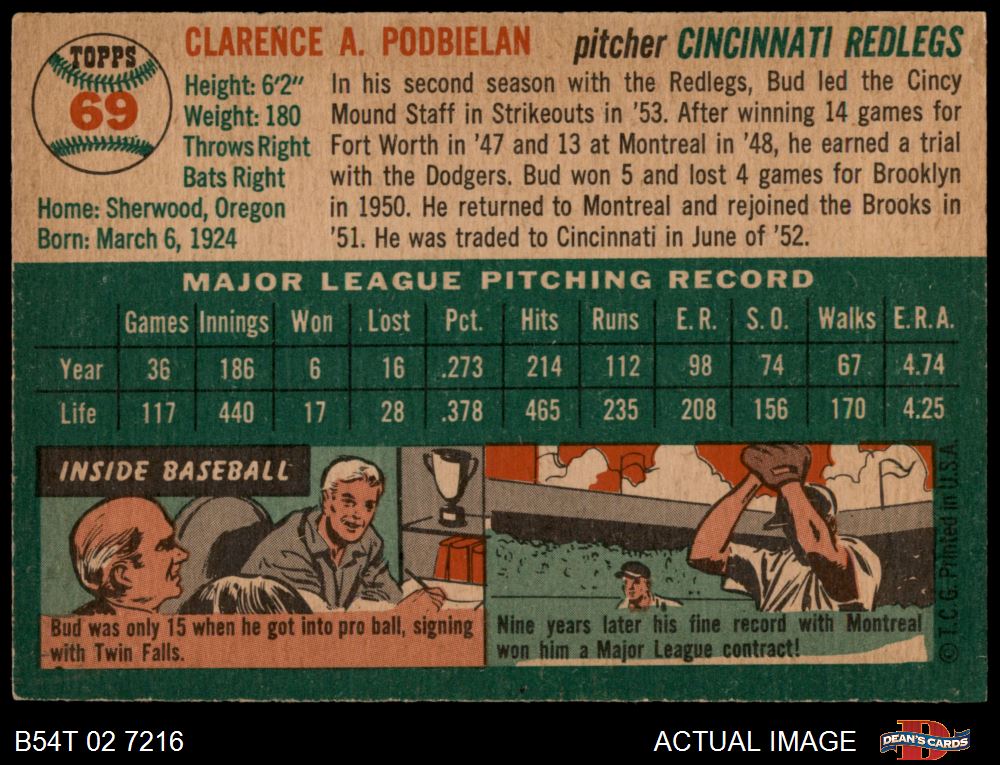 TOPPS
69
CLARENCE A. PODBIELAN pitcher CINCINNATI REDLEGS
Height: 6'2"
Weight: 180
Throws Right
Bats Right
Home: Sherwood, Oregon
Born: March 6, 1924
In his second season with the Redlegs, Bud led the Cincy
Mound Staff in Strikeouts in '53. After winning 14 games for
Fort Worth in '47 and 13 at Montreal in '48, he earned a trial
with the Dodgers. Bud won 5 and lost 4 games for Brooklyn
in 1950. He returned to Montreal and rejoined the Brooks in
'51. He was traded to Cincinnati in June of '52.
MAJOR LEAGUE PITCHING RECORD
Games Innings Won Lost Pct. Hits Runs E.R. S.O. Walks E.R.A.
Year 36 186 6 16 .273 214 112 98 74 67 4.74
Life 117 440 17 28 .378 465 235 208 156 170 4.25
INSIDE BASEBALL
Bud was only 15 when he got into pro ball, signing
with Twin Falls.
Nine years later his fine record with Montreal
won him a Major League contract!
© T.C.G. Printed in U.S.A.
B54T 02 7216
ACTUAL IMAGE
DEAN'S CARDS